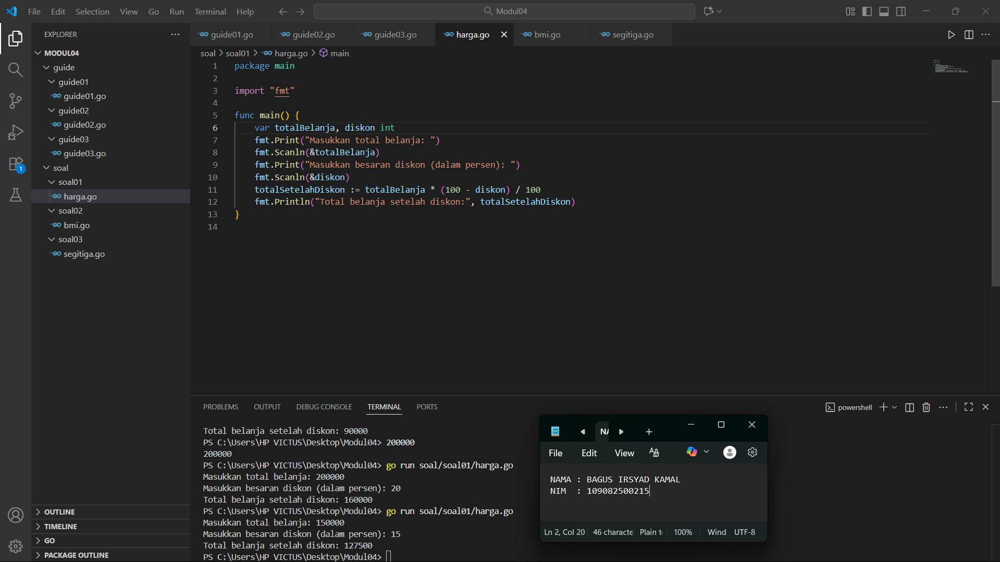 File Edit Selection View Go Run Terminal Help
Modul04
EXPLORER
MODUL04
guide
guide01
guide01.go
guide02
guide02.go
guide03
guide03.go
soal
soal01
harga.go
soal02
bmi.go
soal03
segitiga.go
OUTLINE
TIMELINE
GO
PACKAGE OUTLINE
1
GO guide01.go GO guide02.go GO guide03.go GO harga.go GO bmi.go GO segitiga.go
soal > soal01 > GO harga.go > main
1 package main
2
3 import "fmt"
4
5 func main() {
6 var totalBelanja, diskon int
7 fmt.Print("Masukkan total belanja: ")
8 fmt.Scanln(&totalBelanja)
9 fmt.Print("Masukkan besaran diskon (dalam persen): ")
10 fmt.Scanln(&diskon)
11 totalSetelahDiskon := totalBelanja * (100 - diskon) / 100
12 fmt.Println("Total belanja setelah diskon:", totalSetelahDiskon)
13 }
14
PROBLEMS OUTPUT DEBUG CONSOLE TERMINAL PORTS
powershell
Total belanja setelah diskon: 90000
PS C:\Users\HP VICTUS\Desktop\Modul04> 200000
200000
PS C:\Users\HP VICTUS\Desktop\Modul04> go run soal/soal01/harga.go
Masukkan total belanja: 200000
Masukkan besaran diskon (dalam persen): 20
Total belanja setelah diskon: 160000
PS C:\Users\HP VICTUS\Desktop\Modul04> go run soal/soal01/harga.go
Masukkan total belanja: 150000
Masukkan besaran diskon (dalam persen): 15
Total belanja setelah diskon: 127500
PS C:\Users\HP VICTUS\Desktop\Modul04>
NA
File Edit View
NAMA : BAGUS IRSYAD KAMAL
NIM : 109082500215
Ln 2, Col 20 46 characte Plain t 100% Wind UTF-8